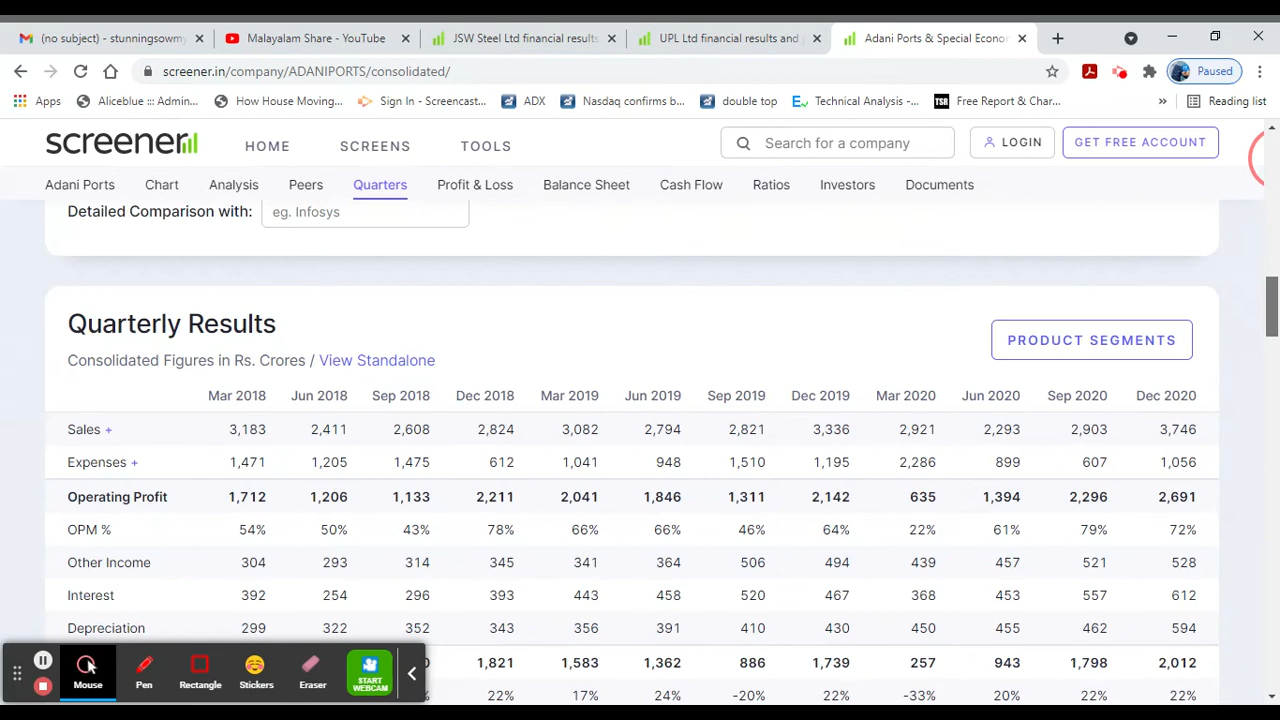 (no subject) - stunningsowmy Malayalam Share - YouTube JSW Steel Ltd financial results UPL Ltd financial results and Adani Ports & Special Econo
screener.in/company/ADANIPORTS/consolidated/ Paused
Apps Aliceblue ::: Admin... How House Moving... Sign In - Screencast... ADX Nasdaq confirms b... double top Technical Analysis -... TSR Free Report & Char... » Reading list
screener HOME SCREENS TOOLS Search for a company LOGIN GET FREE ACCOUNT
Adani Ports Chart Analysis Peers Quarters Profit & Loss Balance Sheet Cash Flow Ratios Investors Documents
Detailed Comparison with: eg. Infosys
Quarterly Results
PRODUCT SEGMENTS
Consolidated Figures in Rs. Crores / View Standalone
Mar 2018 Jun 2018 Sep 2018 Dec 2018 Mar 2019 Jun 2019 Sep 2019 Dec 2019 Mar 2020 Jun 2020 Sep 2020 Dec 2020
Sales + 3,183 2,411 2,608 2,824 3,082 2,794 2,821 3,336 2,921 2,293 2,903 3,746
Expenses + 1,471 1,205 1,475 612 1,041 948 1,510 1,195 2,286 899 607 1,056
Operating Profit 1,712 1,206 1,133 2,211 2,041 1,846 1,311 2,142 635 1,394 2,296 2,691
OPM % 54% 50% 43% 78% 66% 66% 46% 64% 22% 61% 79% 72%
Other Income 304 293 314 345 341 364 506 494 439 457 521 528
Interest 392 254 296 393 443 458 520 467 368 453 557 612
Depreciation 299 322 352 343 356 391 410 430 450 455 462 594
0 1,821 1,583 1,362 886 1,739 257 943 1,798 2,012
% 22% 17% 24% -20% 22% -33% 20% 22% 22%
Mouse Pen Rectangle Stickers Eraser START WEBCAM